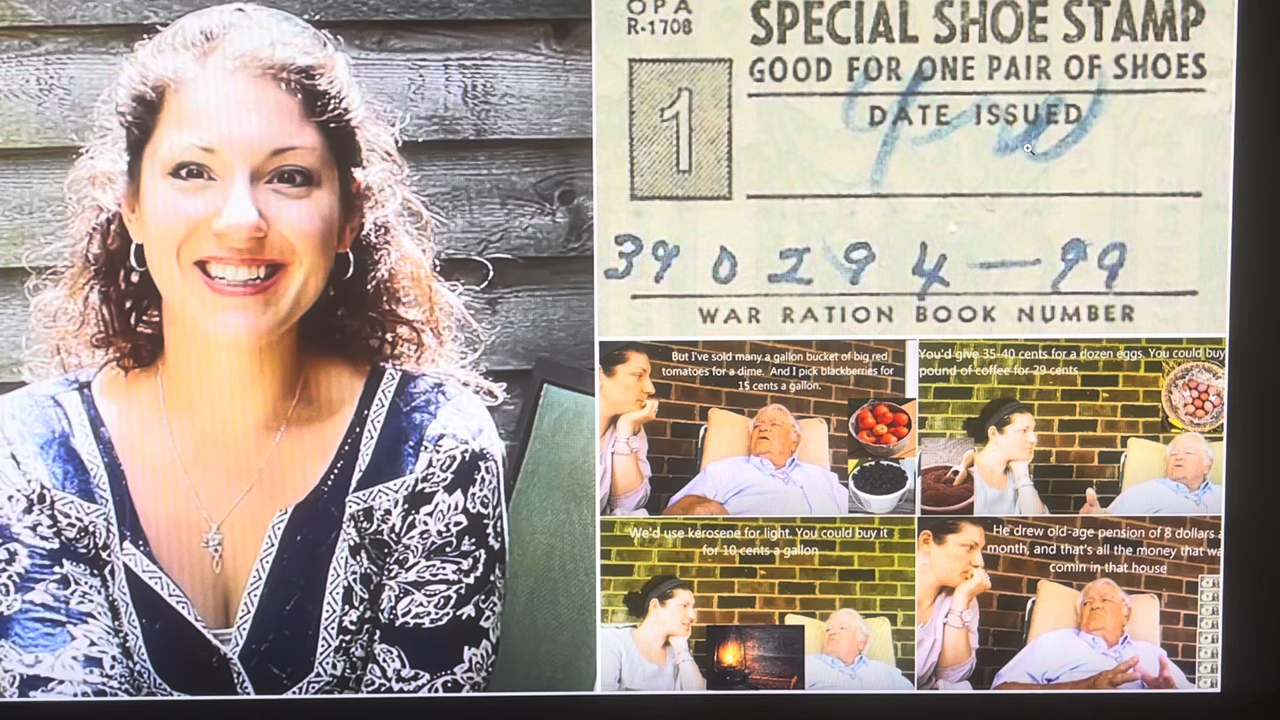 OPA
R-1708
SPECIAL SHOE STAMP
GOOD FOR ONE PAIR OF SHOES
1
DATE ISSUED
WAR RATION BOOK NUMBER
But I've sold many a gallon bucket of big red
tomatoes for a dime. And I pick blackberries for
15 cents a gallon.
You'd give 35-40 cents for a dozen eggs. You could buy
pound of coffee for 29 cents
We'd use kerosene for light. You could buy it
for 10 cents a gallon
He drew old-age pension of 8 dollars a
month, and that's all the money that wa
comin in that house